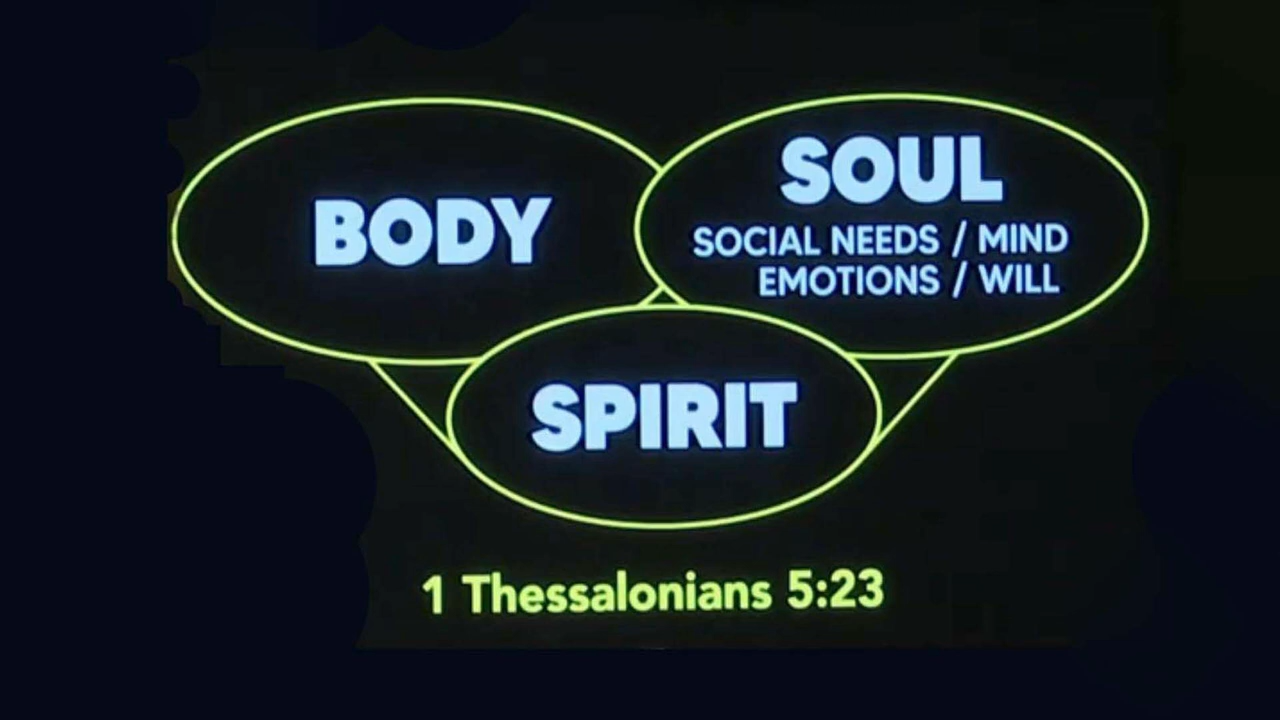 BODY
SOUL
SOCIAL NEEDS / MIND
EMOTIONS / WILL
SPIRIT
1 Thessalonians 5:23